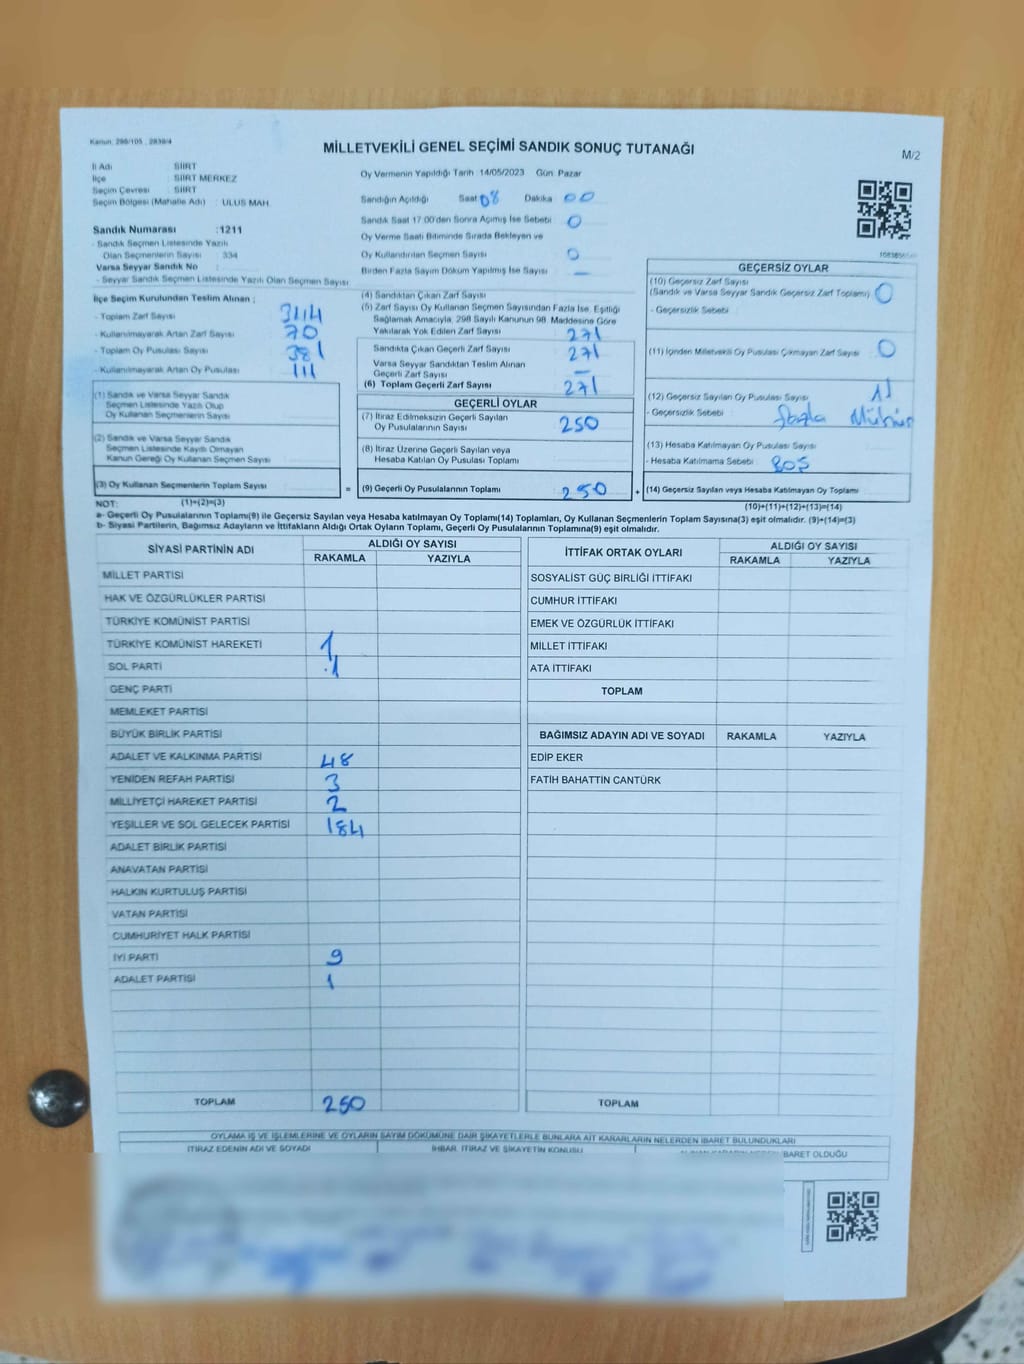 Kanun: 298/105 , 2839/4
MİLLETVEKİLİ GENEL SEÇİMİ SANDIK SONUÇ TUTANAĞI
M/2
İl Adı : SİİRT
İlçe : SİİRT MERKEZ
Seçim Çevresi : SİİRT
Seçim Bölgesi (Mahalle Adı) : ULUS MAH.
Oy Vermenin Yapıldığı Tarih 14/05/2023 Gün Pazar
Sandığın Açıldığı Saat 08 Dakika 00
Sandık Saat 17:00'den Sonra Açımış İse Sebebi 0
Oy Verme Saati Bitiminde Sırada Bekleyen ve
Oy Kullandırılan Seçmen Sayısı 0
Birden Fazla Sayım Döküm Yapılmış İse Sayısı —
Sandık Numarası :1211
- Sandık Seçmen Listesinde Yazılı
Olan Seçmenlerin Sayısı : 334
Varsa Seyyar Sandık No :
- Seyyar Sandık Seçmen Listesinde Yazılı Olan Seçmen Sayısı
İlçe Seçim Kurulundan Teslim Alınan ;
- Toplam Zarf Sayısı 344
- Kullanılmayarak Artan Zarf Sayısı 70
- Toplam Oy Pusulası Sayısı 381
- Kullanılmayarak Artan Oy Pusulası 111
(1) Sandık ve Varsa Seyyar Sandık
Seçmen Listesinde Yazılı Olup
Oy Kullanan Seçmenlerin Sayısı
(2) Sandık ve Varsa Seyyar Sandık
Seçmen Listesinde Kayıtlı Olmayan
Kanun Gereği Oy Kullanan Seçmen Sayısı
(3) Oy Kullanan Seçmenlerin Toplam Sayısı
(4) Sandıktan Çıkan Zarf Sayısı
(5) Zarf Sayısı Oy Kullanan Seçmen Sayısından Fazla İse, Eşitliği
Sağlamak Amacıyla, 298 Sayılı Kanunun 98. Maddesine Göre
Yakılarak Yok Edilen Zarf Sayısı 271
Sandıkta Çıkan Geçerli Zarf Sayısı 271
Varsa Seyyar Sandıktan Teslim Alınan
Geçerli Zarf Sayısı —
(6) Toplam Geçerli Zarf Sayısı 271
GEÇERLİ OYLAR
(7) İtiraz Edilmeksizin Geçerli Sayılan
Oy Pusulalarının Sayısı 250
(8) İtiraz Üzerine Geçerli Sayılan veya
Hesaba Katılan Oy Pusulası Toplamı
= (9) Geçerli Oy Pusulalarının Toplamı 250 +
GEÇERSİZ OYLAR
(10) Geçersiz Zarf Sayısı
(Sandık ve Varsa Seyyar Sandık Geçersiz Zarf Toplamı) 0
- Geçersizlik Sebebi :
(11) İçinden Milletvekili Oy Pusulası Çıkmayan Zarf Sayısı 0
(12) Geçersiz Sayılan Oy Pusulası Sayısı
- Geçersizlik Sebebi : fazla Mühür
(13) Hesaba Katılmayan Oy Pusulası Sayısı
- Hesaba Katılmama Sebebi BOŞ
(14) Geçersiz Sayılan veya Hesaba Katılmayan Oy Toplamı
NOT: (1)+(2)=(3)
(10)+(11)+(12)+(13)=(14)
a- Geçerli Oy Pusulalarının Toplamı(9) ile Geçersiz Sayılan veya Hesaba katılmayan Oy Toplamı(14) Toplamları, Oy Kullanan Seçmenlerin Toplam Sayısına(3) eşit olmalıdır. (9)+(14)=(3)
b- Siyasi Partilerin, Bağımsız Adayların ve İttifakların Aldığı Ortak Oyların Toplamı, Geçerli Oy Pusulalarının Toplamına(9) eşit olmalıdır.
SİYASİ PARTİNİN ADI ALDIĞI OY SAYISI
RAKAMLA YAZIYLA
MİLLET PARTİSİ
HAK VE ÖZGÜRLÜKLER PARTİSİ
TÜRKİYE KOMÜNİST PARTİSİ
TÜRKİYE KOMÜNİST HAREKETİ 1
SOL PARTİ 1
GENÇ PARTİ
MEMLEKET PARTİSİ
BÜYÜK BİRLİK PARTİSİ
ADALET VE KALKINMA PARTİSİ 48
YENİDEN REFAH PARTİSİ 3
MİLLİYETÇİ HAREKET PARTİSİ 2
YEŞİLLER VE SOL GELECEK PARTİSİ 184
ADALET BİRLİK PARTİSİ
ANAVATAN PARTİSİ
HALKIN KURTULUŞ PARTİSİ
VATAN PARTİSİ
CUMHURİYET HALK PARTİSİ
İYİ PARTİ 9
ADALET PARTİSİ 1
TOPLAM 250
İTTİFAK ORTAK OYLARI ALDIĞI OY SAYISI
RAKAMLA YAZIYLA
SOSYALİST GÜÇ BİRLİĞİ İTTİFAKI
CUMHUR İTTİFAKI
EMEK VE ÖZGÜRLÜK İTTİFAKI
MİLLET İTTİFAKI
ATA İTTİFAKI
TOPLAM
BAĞIMSIZ ADAYIN ADI VE SOYADI RAKAMLA YAZIYLA
EDİP EKER
FATİH BAHATTİN CANTÜRK
TOPLAM
OYLAMA İŞ VE İŞLEMLERİNE VE OYLARIN SAYIM DÖKÜMÜNE DAİR ŞİKAYETLERLE BUNLARA AİT KARARLARIN NELERDEN İBARET BULUNDUKLARI
İTİRAZ EDENİN ADI VE SOYADI İHBAR, İTİRAZ VE ŞİKAYETİN KONUSU
BARET OLDUĞU